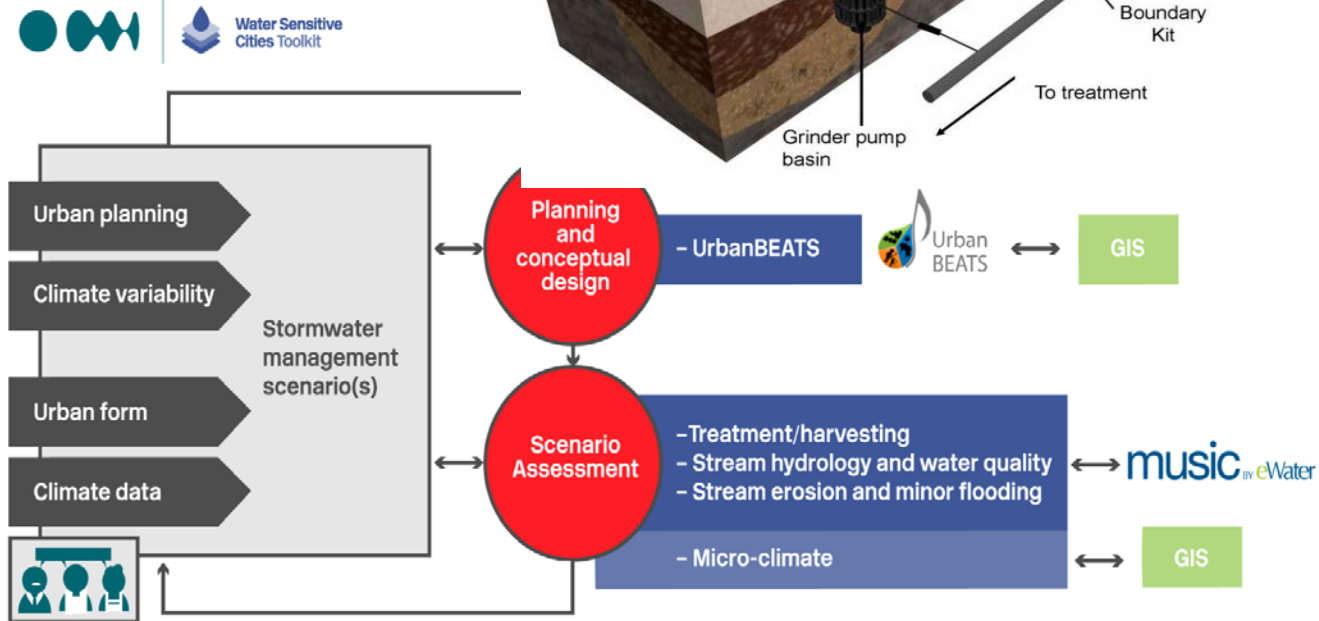 Water Sensitive
Cities Toolkit
Boundary
Kit
To treatment
Grinder pump
basin
Urban planning
Climate variability
Urban form
Climate data
Stormwater
management
scenario(s)
Planning
and
conceptual
design
– UrbanBEATS
Urban
BEATS
GIS
Scenario
Assessment
–Treatment/harvesting
– Stream hydrology and water quality
– Stream erosion and minor flooding
music BY eWater
– Micro-climate
GIS